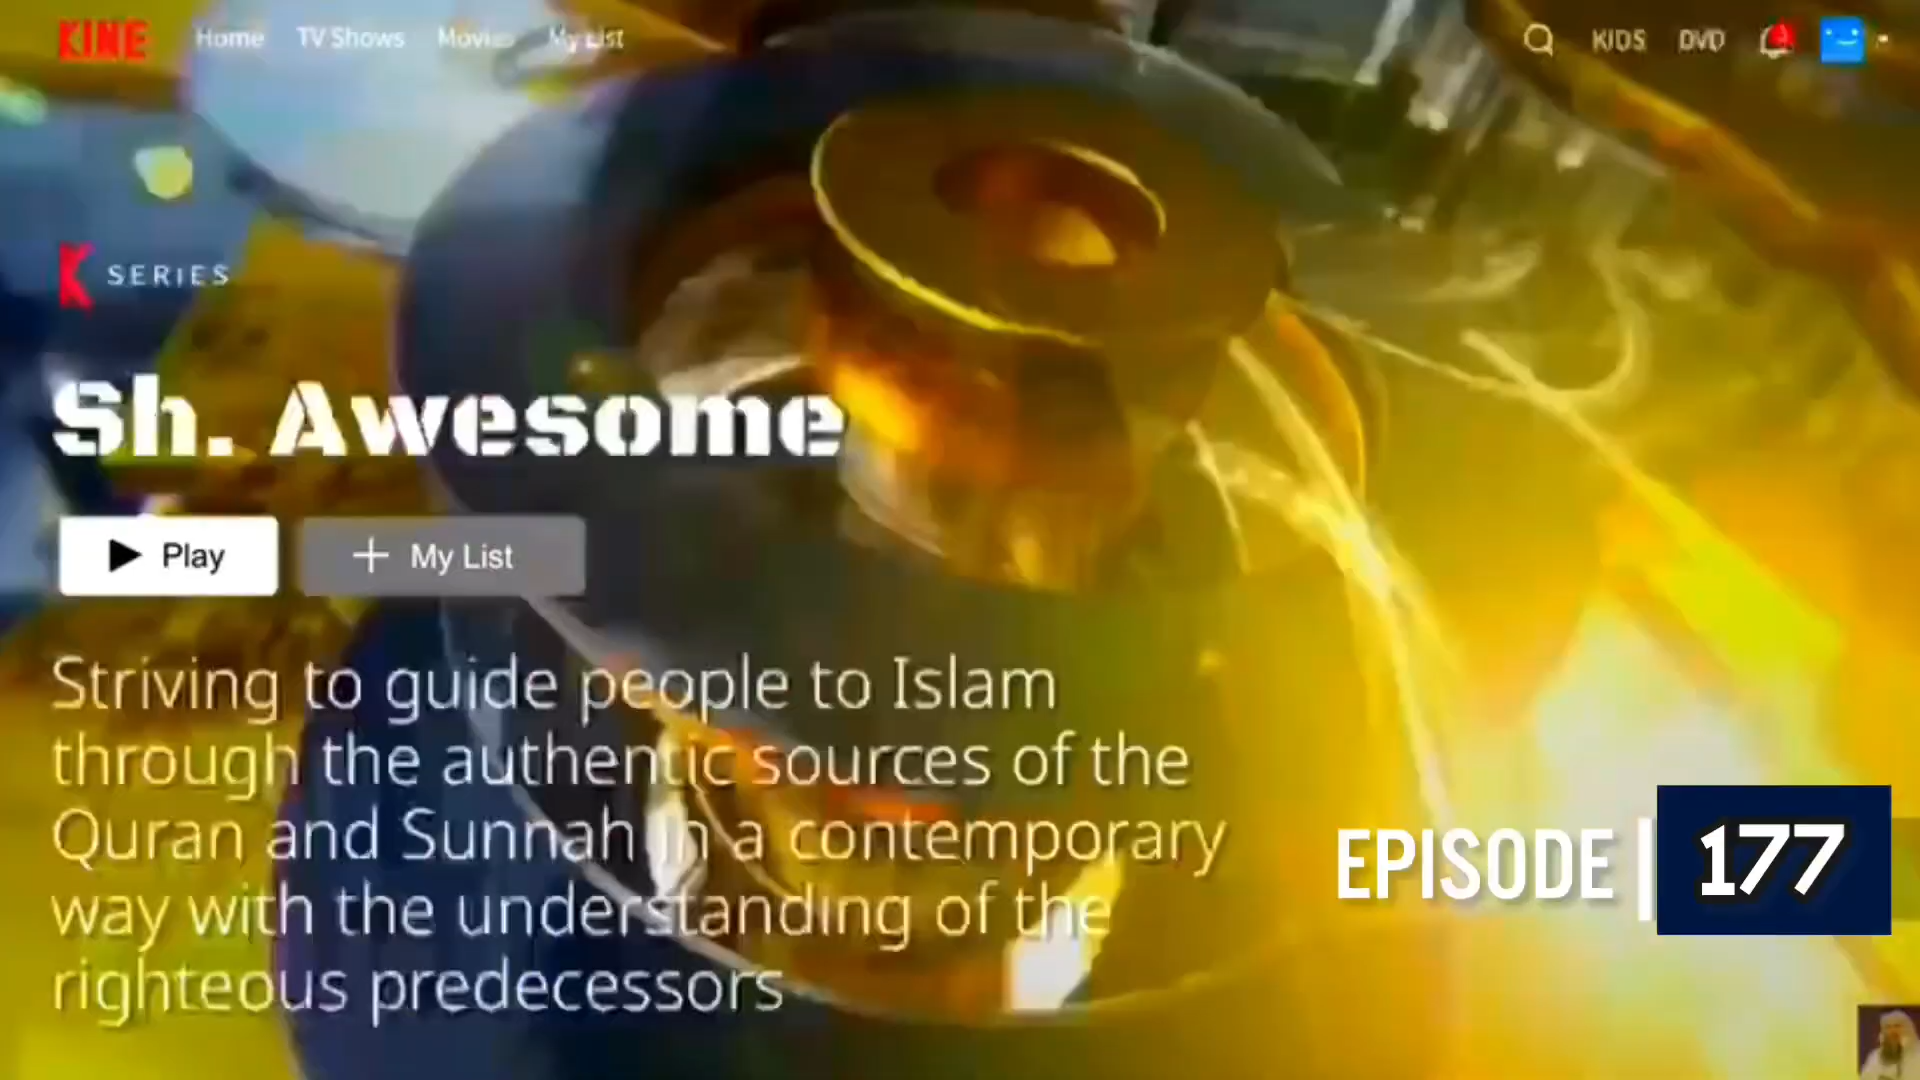 KINE
Home TV Shows Movies My List
KIDS DVD
K SERIES
Sh. Awesome
Play
My List
Striving to guide people to Islam
through the authentic sources of the
Quran and Sunnah in a contemporary
way with the understanding of the
righteous predecessors
EPISODE | 177